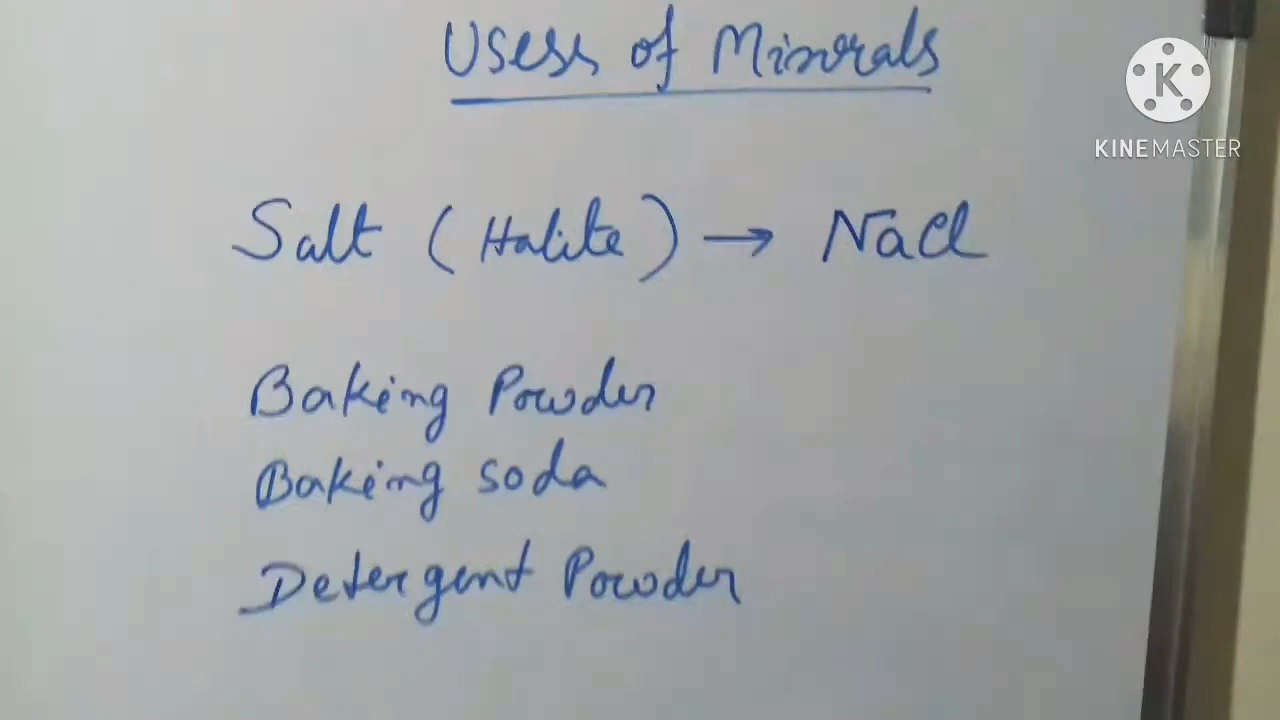 Usess of Minerals
K
KINEMASTER
Salt (Halite) → NaCl
Baking Powder
Baking soda
Detergent Powder